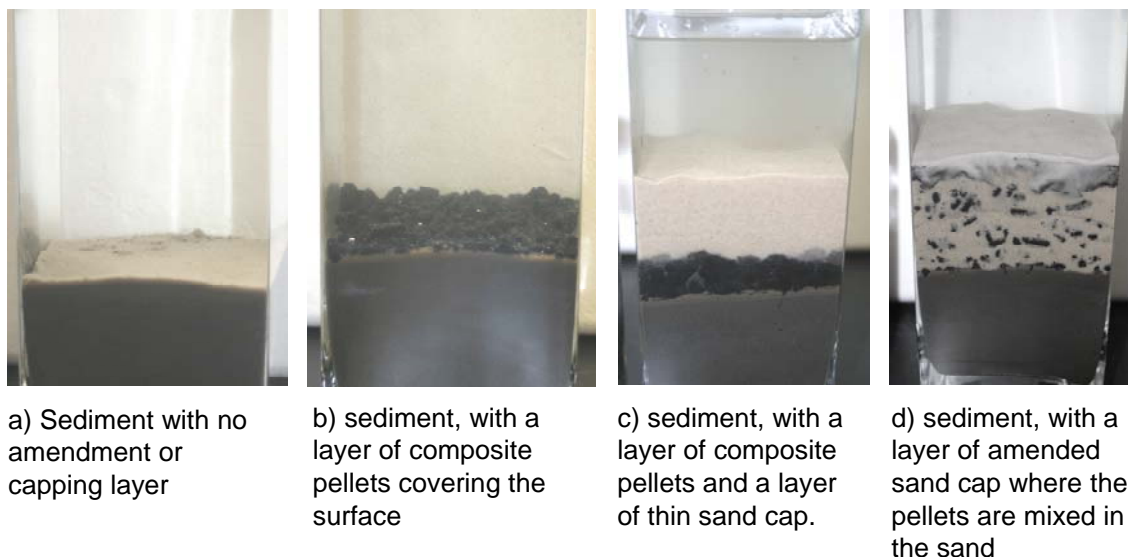 a) Sediment with no
amendment or
capping layer
b) sediment, with a
layer of composite
pellets covering the
surface
c) sediment, with a
layer of composite
pellets and a layer
of thin sand cap.
d) sediment, with a
layer of amended
sand cap where the
pellets are mixed in
the sand